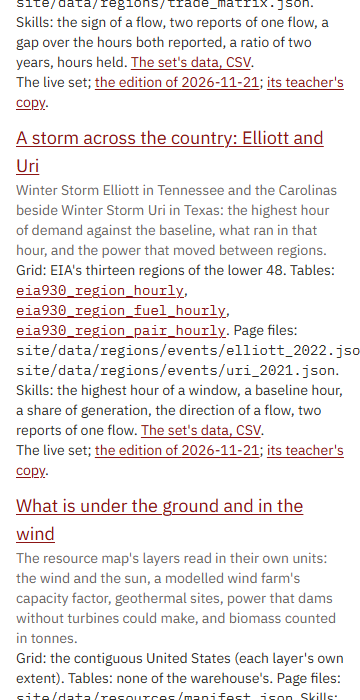 site/data/regions/trade_matrix.json.
Skills: the sign of a flow, two reports of one flow, a
gap over the hours both reported, a ratio of two
years, hours held. The set's data, CSV.
The live set; the edition of 2026-11-21; its teacher's
copy.
A storm across the country: Elliott and
Uri
Winter Storm Elliott in Tennessee and the Carolinas
beside Winter Storm Uri in Texas: the highest hour
of demand against the baseline, what ran in that
hour, and the power that moved between regions.
Grid: EIA's thirteen regions of the lower 48. Tables:
eia930_region_hourly,
eia930_region_fuel_hourly,
eia930_region_pair_hourly. Page files:
site/data/regions/events/elliott_2022.jso
site/data/regions/events/uri_2021.json.
Skills: the highest hour of a window, a baseline hour,
a share of generation, the direction of a flow, two
reports of one flow. The set's data, CSV.
The live set; the edition of 2026-11-21; its teacher's
copy.
What is under the ground and in the
wind
The resource map's layers read in their own units:
the wind and the sun, a modelled wind farm's
capacity factor, geothermal sites, power that dams
without turbines could make, and biomass counted
in tonnes.
Grid: the contiguous United States (each layer's own
extent). Tables: none of the warehouse's. Page files:
site/data/resources/manifest.json. Skills: